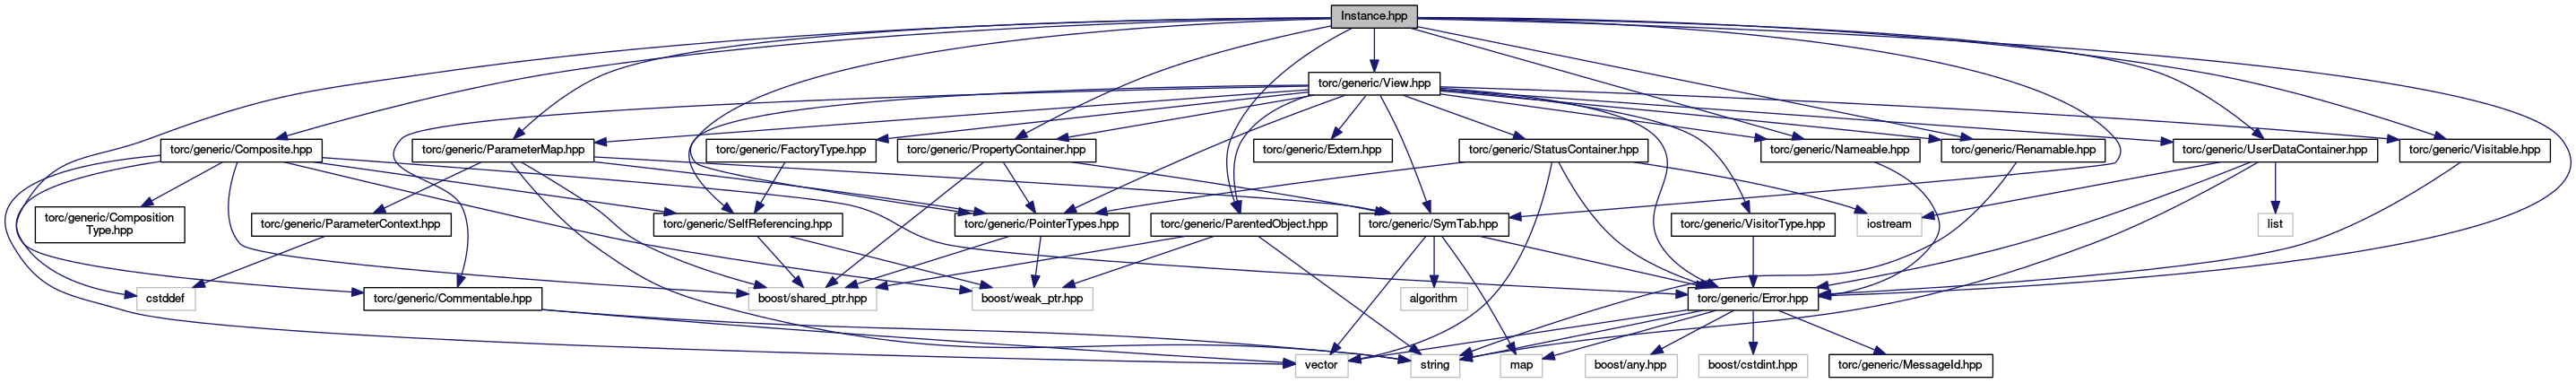 Instance.hpp
torc/generic/View.hpp
torc/generic/Composite.hpp
torc/generic/ParameterMap.hpp
torc/generic/FactoryType.hpp
torc/generic/PropertyContainer.hpp
torc/generic/Extern.hpp
torc/generic/StatusContainer.hpp
torc/generic/Nameable.hpp
torc/generic/Renamable.hpp
torc/generic/UserDataContainer.hpp
torc/generic/Visitable.hpp
torc/generic/Composition
Type.hpp
torc/generic/ParameterContext.hpp
torc/generic/SelfReferencing.hpp
torc/generic/PointerTypes.hpp
torc/generic/ParentedObject.hpp
torc/generic/SymTab.hpp
torc/generic/VisitorType.hpp
iostream
list
cstddef
torc/generic/Commentable.hpp
boost/shared_ptr.hpp
boost/weak_ptr.hpp
algorithm
torc/generic/Error.hpp
vector
string
map
boost/any.hpp
boost/cstdint.hpp
torc/generic/MessageId.hpp